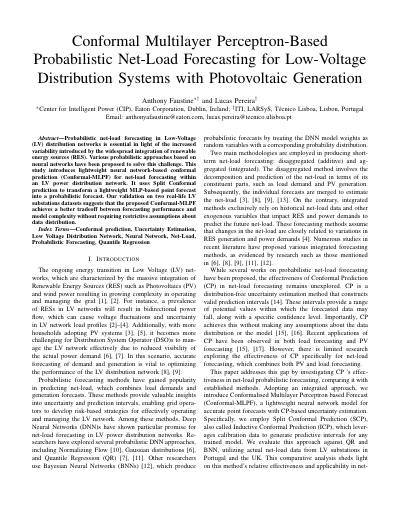 Conformal Multilayer Perceptron-Based
Probabilistic Net-Load Forecasting for Low-Voltage
Distribution Systems with Photovoltaic Generation
Anthony Faustine*† and Lucas Pereira†
*Center for Intelligent Power (CIP), Eaton Corporation, Dublin, Ireland; †ITI, LARSyS, Técnico Lisboa, Lisbon, Portugal
Email: anthonyfaustine@eaton.com, lucas.pereira@tecnico.ulisboa.pt
Abstract—Probabilistic net-load forecasting in Low-Voltage
(LV) distribution networks is essential in light of the increased
variability introduced by the widespread integration of renewable
energy sources (RES). Various probabilistic approaches based on
neural networks have been proposed to solve this challenge. This
study introduces lightweight neural network-based conformal
prediction (Conformal-MLPF) for net-load forecasting within
an LV power distribution network. It uses Split Conformal
prediction to transform a lightweight MLP-based point forecast
into a probabilistic forecast. Our validation on two real-life LV
substations datasets suggests that the proposed Conformal-MLPF
achieves a better tradeoff between forecasting performance and
model complexity without requiring restrictive assumptions about
data distribution.
Index Terms—Conformal prediction, Uncertainty Estimation,
Low Voltage Distribution Network, Neural Network, Net-Load,
Probabilistic Forecasting, Quantile Regression
I. INTRODUCTION
The ongoing energy transition in Low Voltage (LV) net-
works, which are characterized by the massive integration of
Renewable Energy Sources (RES) such as Photovoltaics (PV)
and wind power resulting in growing complexity in operating
and managing the grid [1], [2]. For instance, a prevalence
of RESs in LV networks will result in bidirectional power
flow, which can cause voltage fluctuations and uncertainty
in LV network load profiles [2]–[4]. Additionally, with more
households adopting PV systems [3], [5], it becomes more
challenging for Distribution System Operator (DSOs) to man-
age the LV network effectively due to reduced visibility of
the actual power demand [6], [7]. In this scenario, accurate
forecasting of demand and generation is vital to optimizing
the performance of the LV distribution network [8], [9].
Probabilistic forecasting methods have gained popularity
in predicting net-load, which combines load demand and
generation forecasts. These methods provide valuable insights
into uncertainty and prediction intervals, enabling grid opera-
tors to develop risk-based strategies for effectively operating
and managing the LV network. Among these methods, Deep
Neural Networks (DNN)s have shown particular promise for
net-load forecasting in LV power distribution networks. Re-
searchers have explored several probabilistic DNN approaches,
including Normalizing Flow [10], Gaussian distributions [6],
and Quantile Regression (QR) [7], [11]. Other researchers
use Bayesian Neural Networks (BNNs) [12], which produce
probabilistic forecasts by treating the DNN model weights as
random variables with a corresponding probability distribution.
Two main methodologies are employed in producing short-
term net-load forecasting: disaggregated (additive) and ag-
gregated (integrated). The disaggregated method involves the
decomposition and prediction of the net-load in terms of its
constituent parts, such as load demand and PV generation.
Subsequently, the individual forecasts are merged to estimate
the net-load [3], [8], [9], [13]. On the contrary, integrated
methods exclusively rely on historical net-load data and other
exogenous variables that impact RES and power demands to
predict the future net-load. These forecasting methods assume
that changes in the net-load are closely related to variations in
RES generation and power demands [4]. Numerous studies in
recent literature have proposed various integrated forecasting
methods, as evidenced by research such as those mentioned
in [6], [8], [9], [11], [12].
While several works on probabilistic net-load forecasting
have been proposed, the effectiveness of Conformal Prediction
(CP) in net-load forecasting remains unexplored. CP is a
distribution-free uncertainty estimation method that constructs
valid prediction intervals [14]. These intervals provide a range
of potential values within which the forecasted data may
fall, along with a specific confidence level. Importantly, CP
achieves this without making any assumptions about the data
distribution or the model [15], [16]. Recent applications of
CP have been observed in both load forecasting and PV
forecasting [15], [17]. However, there is limited research
exploring the effectiveness of CP specifically for net-load
forecasting, which combines both PV and load forecasting.
This paper addresses this gap by investigating CP 's effec-
tiveness in net-load probabilistic forecasting, comparing it with
established methods. Adopting an integrated approach, we
introduce Conformalized Multilayer Perceptron based Forecast
(Conformal-MLPF), a lightweight neural network model for
accurate point forecasts with CP-based uncertainty estimation.
Specifically, we employ Split Conformal Prediction (SCP),
also called Inductive Conformal Prediction (ICP), which lever-
ages calibration data to generate predictive intervals for any
trained model. We evaluate this approach against QR and
BNN, utilizing actual net-load data from LV substations in
Portugal and the UK. This comparative analysis sheds light
on this method's relative effectiveness and applicability in net-